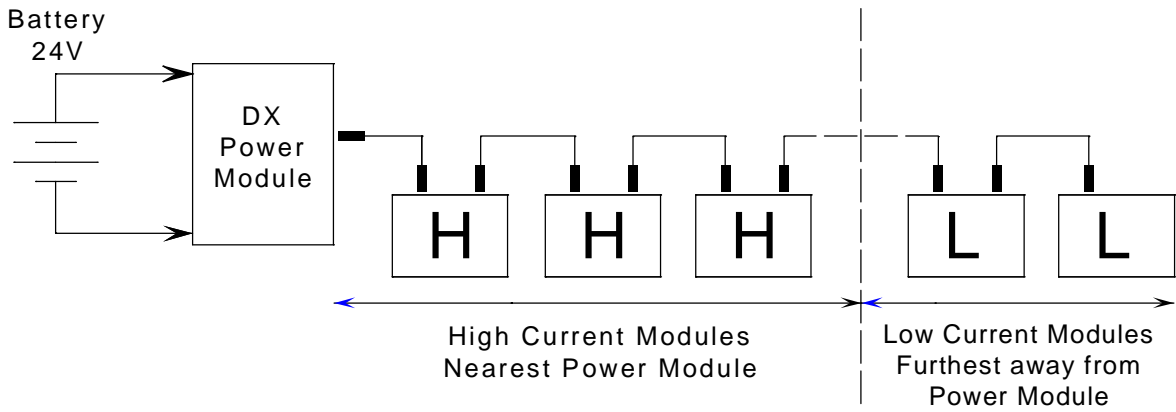 Battery
24V
DX
Power
Module
H
H
H
L
L
High Current Modules
Nearest Power Module
Low Current Modules
Furthest away from
Power Module